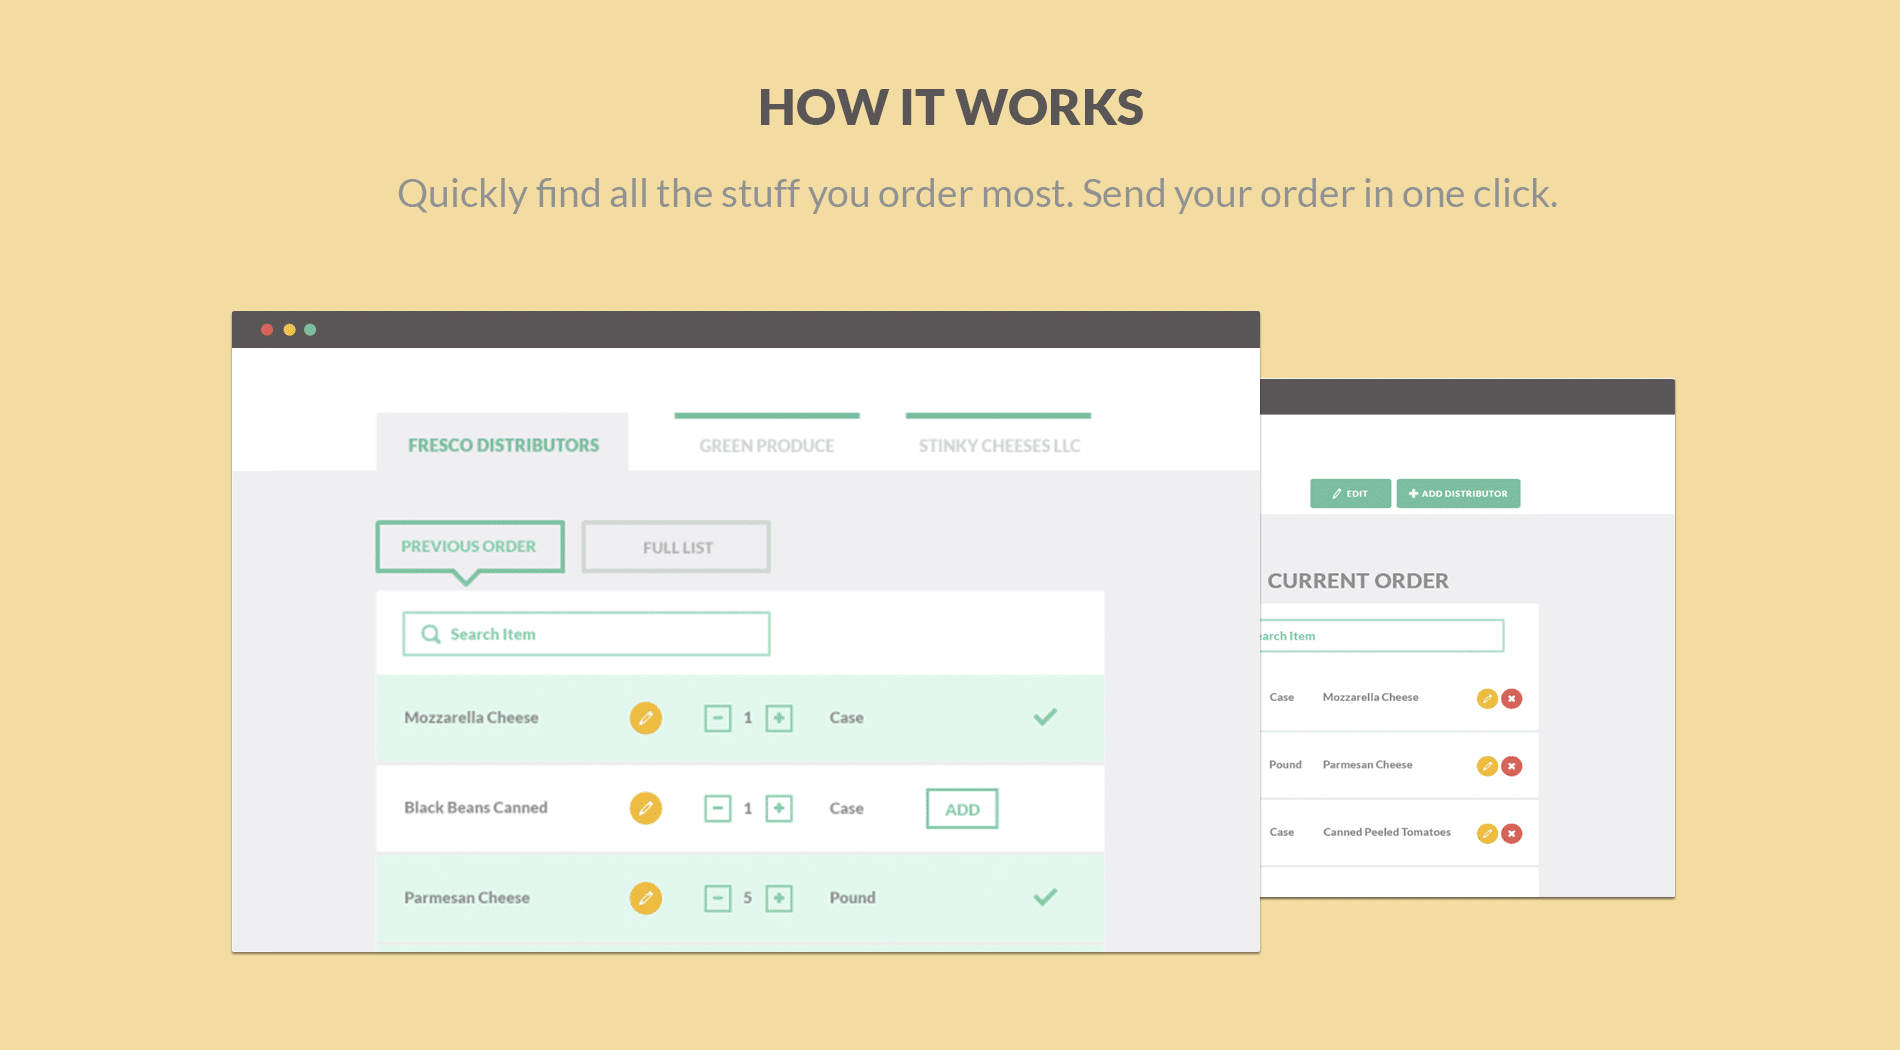 HOW IT WORKS
Quickly find all the stuff you order most. Send your order in one click.
FRESCO DISTRIBUTORS
GREEN PRODUCE
STINKY CHEESES LLC
PREVIOUS ORDER
FULL LIST
Search Item
Mozzarella Cheese 1 Case
Black Beans Canned 1 Case ADD
Parmesan Cheese 5 Pound
EDIT
ADD DISTRIBUTOR
CURRENT ORDER
arch Item
Case Mozzarella Cheese
Pound Parmesan Cheese
Case Canned Peeled Tomatoes